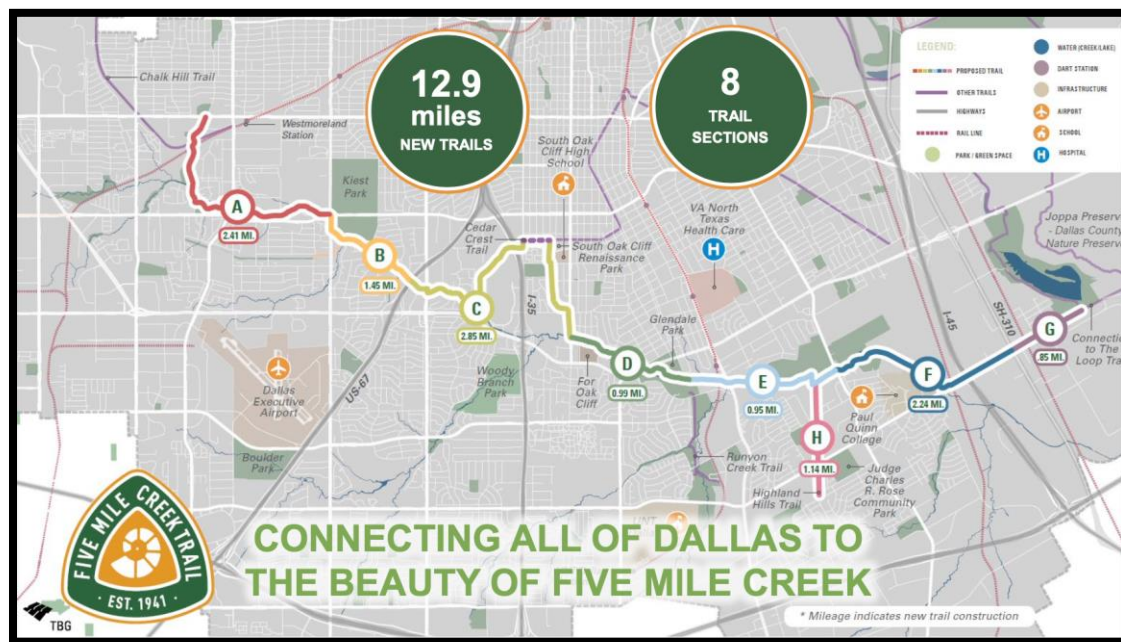 12.9
miles
NEW TRAILS
8
TRAIL
SECTIONS
LEGEND:
PROPOSED TRAIL
OTHER TRAILS
HIGHWAYS
RAIL LINE
PARK / GREEN SPACE
WATER (CREEK/LAKE)
DART STATION
INFRASTRUCTURE
AIRPORT
SCHOOL
H
HOSPITAL
Chalk Hill Trail
Westmoreland
Station
Kiest
Park
South Oak
Cliff High
School
A
2.41 MI.
B
1.45 MI.
Cedar
Crest
Trail
South Oak Cliff
Renaissance
Park
VA North
Texas
Health Care
H
Joppa Preserve
- Dallas County
Nature Preserve
C
2.85 MI.
I-35
US-67
Dallas
Executive
Airport
Woody
Branch Park
For
Oak
Cliff
Glendale
Park
D
0.99 MI.
E
0.95 MI.
I-45
SH-310
F
2.24 MI.
G
.85 MI.
Connectio
to The
Loop Tra
Paul
Quinn
College
H
1.14 MI.
Boulder
Park
Runyon
Creek Trail
Highland
Hills Trail
Judge
Charles
R. Rose
Community
Park
UNT
FIVE MILE CREEK TRAIL
· EST. 1941 ·
CONNECTING ALL OF DALLAS TO
THE BEAUTY OF FIVE MILE CREEK
TBG
* Mileage indicates new trail construction